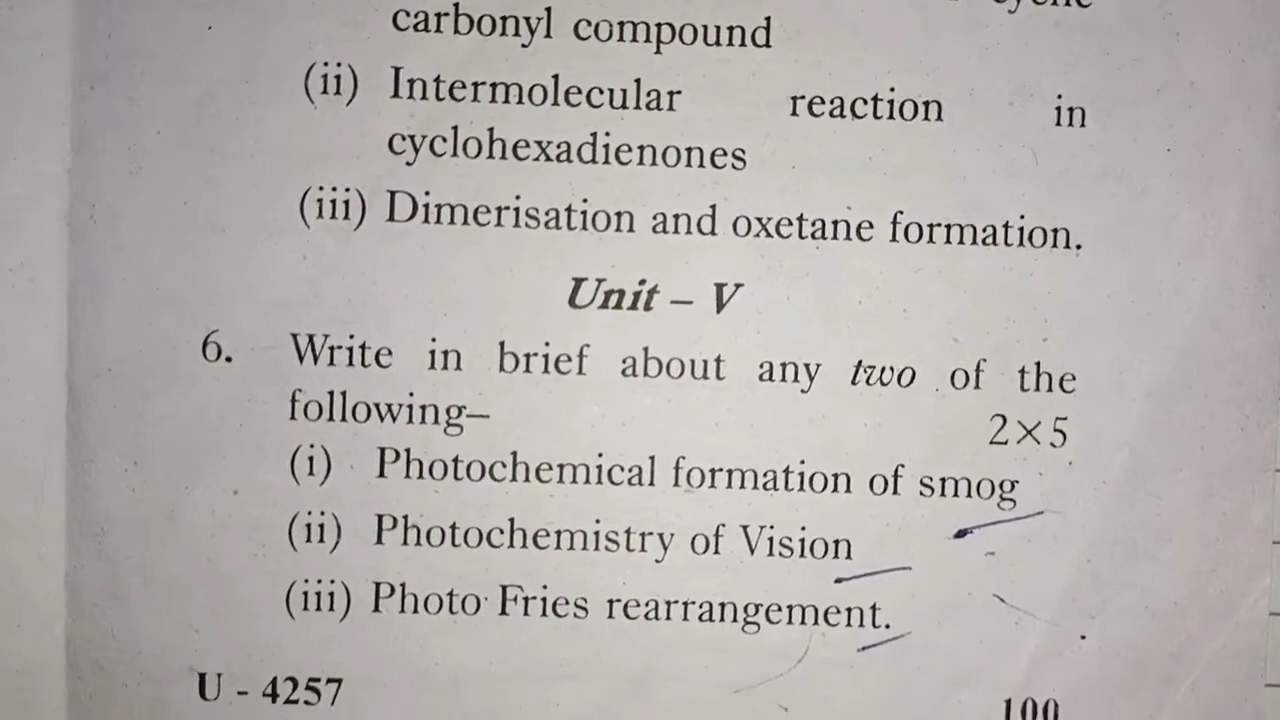 carbonyl compound
(ii) Intermolecular reaction in
cyclohexadienones
(iii) Dimerisation and oxetane formation.
Unit – V
6. Write in brief about any two of the
following–
2×5
(i) Photochemical formation of smog
(ii) Photochemistry of Vision
(iii) Photo Fries rearrangement.
U - 4257
100